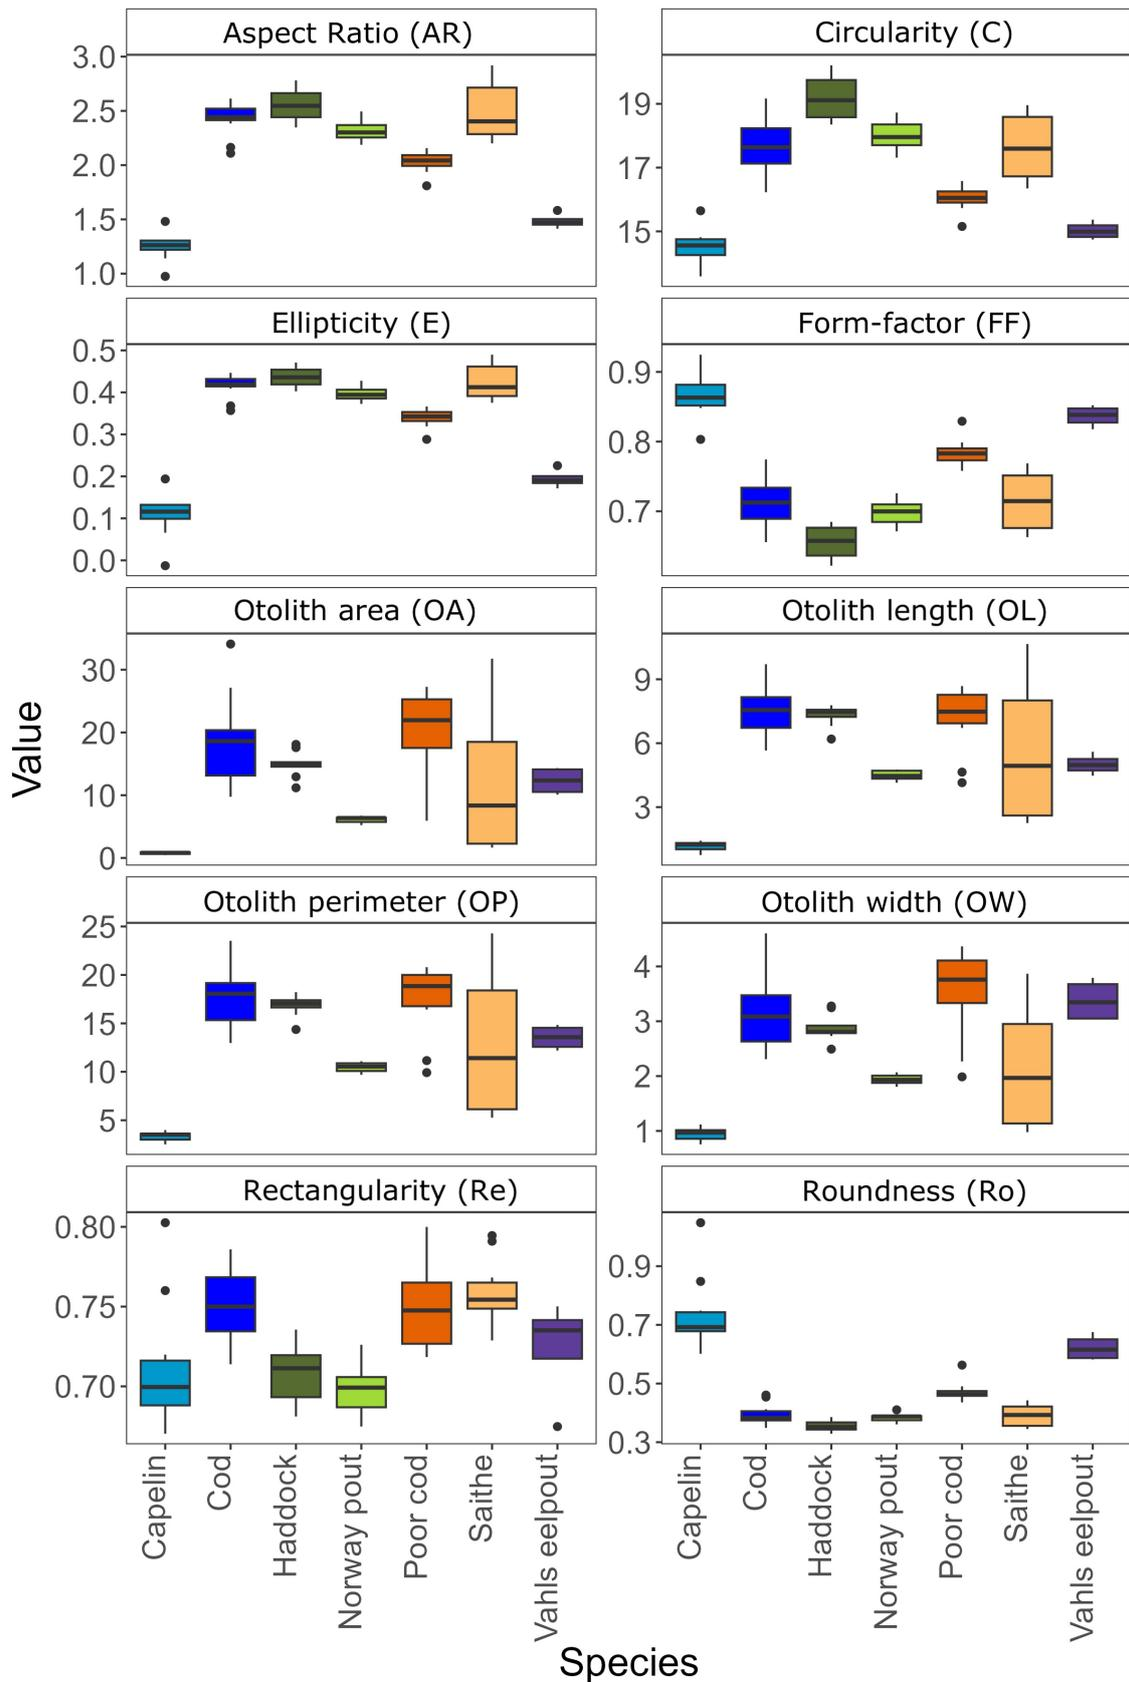 Aspect Ratio (AR)
Circularity (C)
3.0
2.5
2.0
1.5
1.0
19
17
15
Ellipticity (E)
Form-factor (FF)
0.5
0.4
0.3
0.2
0.1
0.0
0.9
0.8
0.7
Otolith area (OA)
Otolith length (OL)
30
20
10
0
9
6
3
Value
Otolith perimeter (OP)
Otolith width (OW)
25
20
15
10
5
4
3
2
1
Rectangularity (Re)
Roundness (Ro)
0.80
0.75
0.70
0.9
0.7
0.5
0.3
Capelin
Cod
Haddock
Norway pout
Poor cod
Saithe
Vahls eelpout
Capelin
Cod
Haddock
Norway pout
Poor cod
Saithe
Vahls eelpout
Species